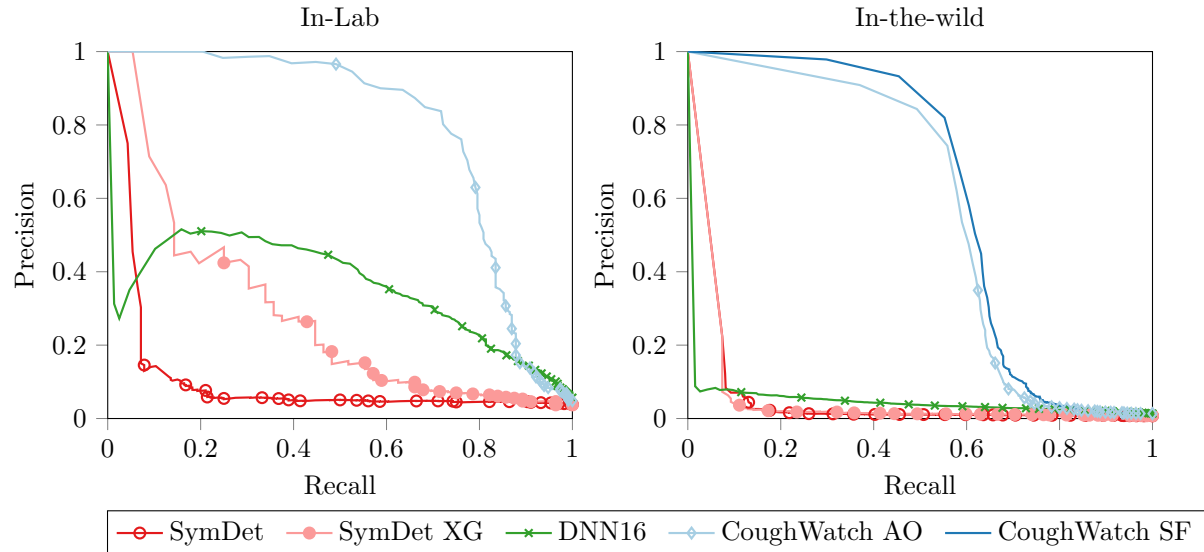 In-Lab
In-the-wild
1
0.8
0.6
0.4
0.2
0
Precision
0 0.2 0.4 0.6 0.8 1
Recall
1
0.8
0.6
0.4
0.2
0
Precision
0 0.2 0.4 0.6 0.8 1
Recall
SymDet SymDet XG DNN16 CoughWatch AO CoughWatch SF